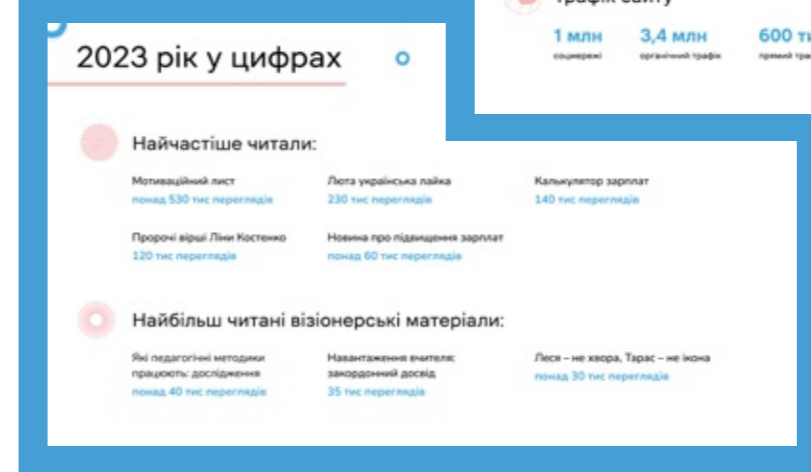 Трафік сайту
1 млн 3,4 млн 600
соцмережі органічний трафік прямий
2023 рік у цифрах
Найчастіше читали:
Мотиваційний лист Люта українська лайка Калькулятор зарплат
понад 530 тис переглядів 230 тис переглядів 140 тис переглядів
Пророчі вірші Ліни Костенко Новина про підвищення зарплат
120 тис переглядів понад 60 тис переглядів
Найбільш читані візіонерські матеріали:
Які педагогічні методики Навантаження вчителя: Леся – не хвора, Тарас – не ікона
працюють: дослідження закордонний досвід понад 30 тис переглядів
понад 40 тис переглядів 35 тис переглядів